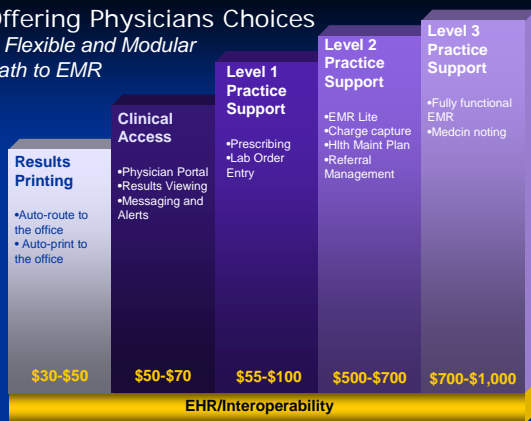 Offering Physicians Choices
Flexible and Modular
ath to EMR
Results
Printing
•Auto-route to
the office
• Auto-print to
the office
$30-$50
Clinical
Access
•Physician Portal
•Results Viewing
•Messaging and
Alerts
$50-$70
Level 1
Practice
Support
•Prescribing
•Lab Order
Entry
$55-$100
Level 2
Practice
Support
•EMR Lite
•Charge capture
•Hlth Maint Plan
•Referral
Management
$500-$700
Level 3
Practice
Support
•Fully functional
EMR
•Medcin noting
$700-$1,000
EHR/Interoperability